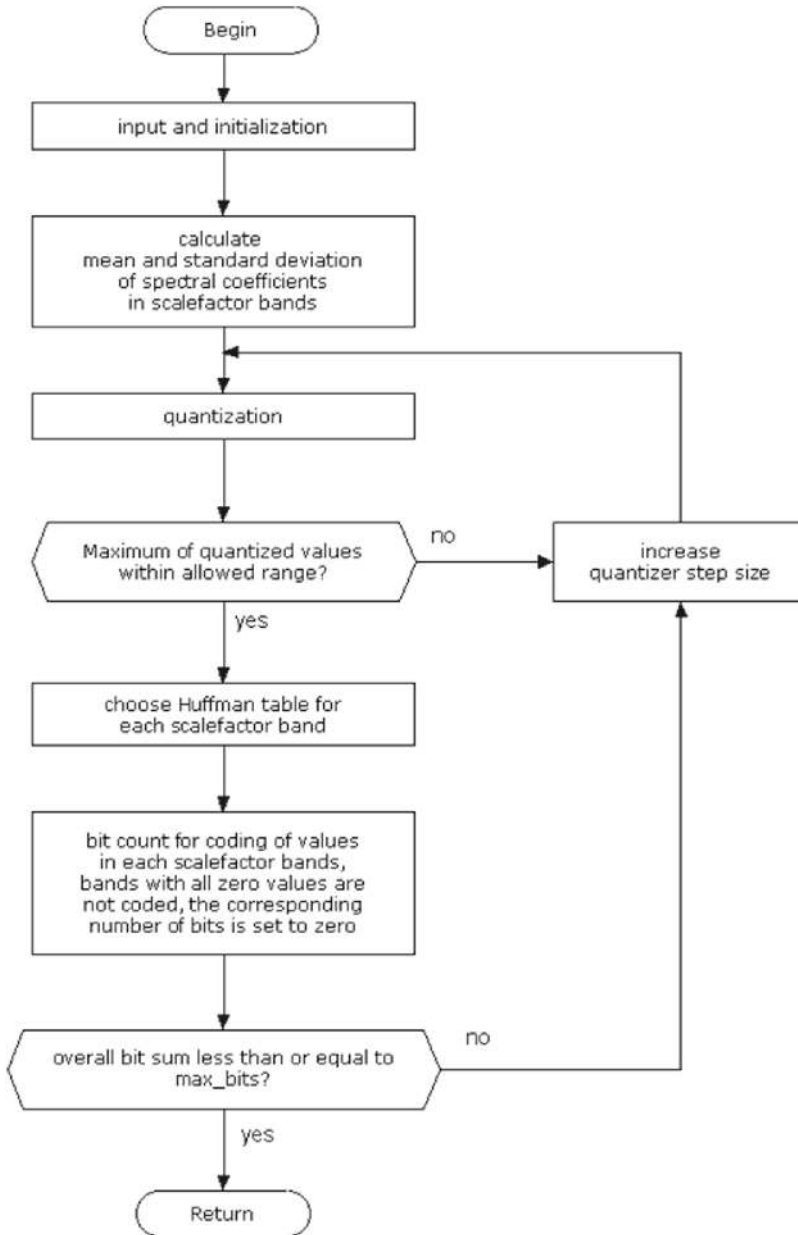 Begin
input and initialization
calculate
mean and standard deviation
of spectral coefficients
in scalefactor bands
quantization
Maximum of quantized values
within allowed range?
no
increase
quantizer step size
yes
choose Huffman table for
each scalefactor band
bit count for coding of values
in each scalefactor bands,
bands with all zero values are
not coded, the corresponding
number of bits is set to zero
overall bit sum less than or equal to
max_bits?
no
yes
Return